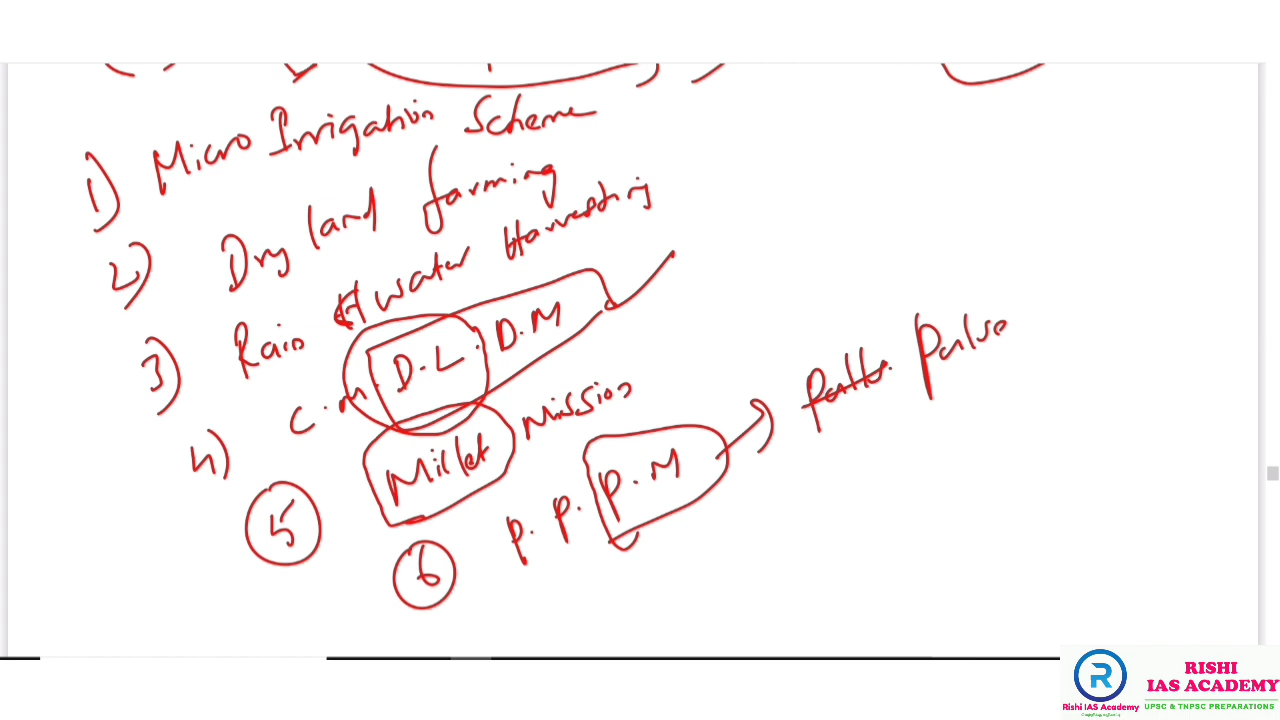 1) Micro Irrigation Scheme
2) Dry land farming
3) Rain water Harvesting
4) C.M.D.L.D.M
5 Millet Mission
6 P.P.P.M → Pulse
R
Rishi IAS Academy
RISHI
IAS ACADEMY
UPSC & TNPSC PREPARATIONS